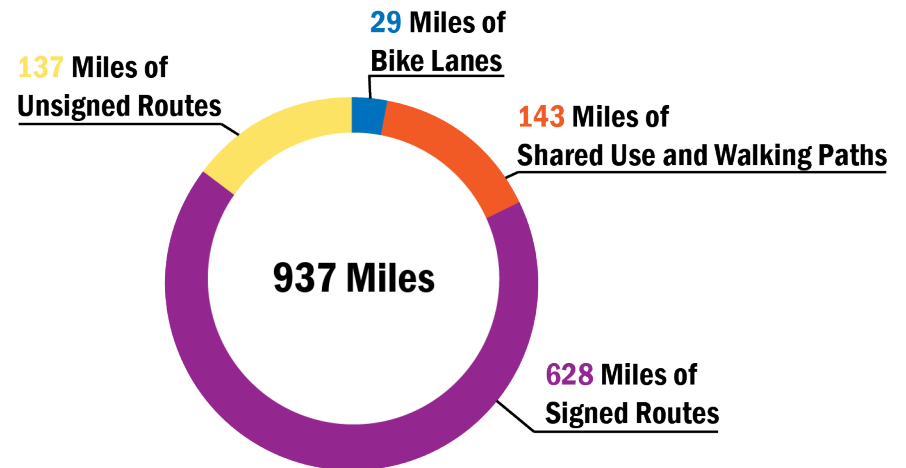 29 Miles of
Bike Lanes
137 Miles of
Unsigned Routes
143 Miles of
Shared Use and Walking Paths
937 Miles
628 Miles of
Signed Routes